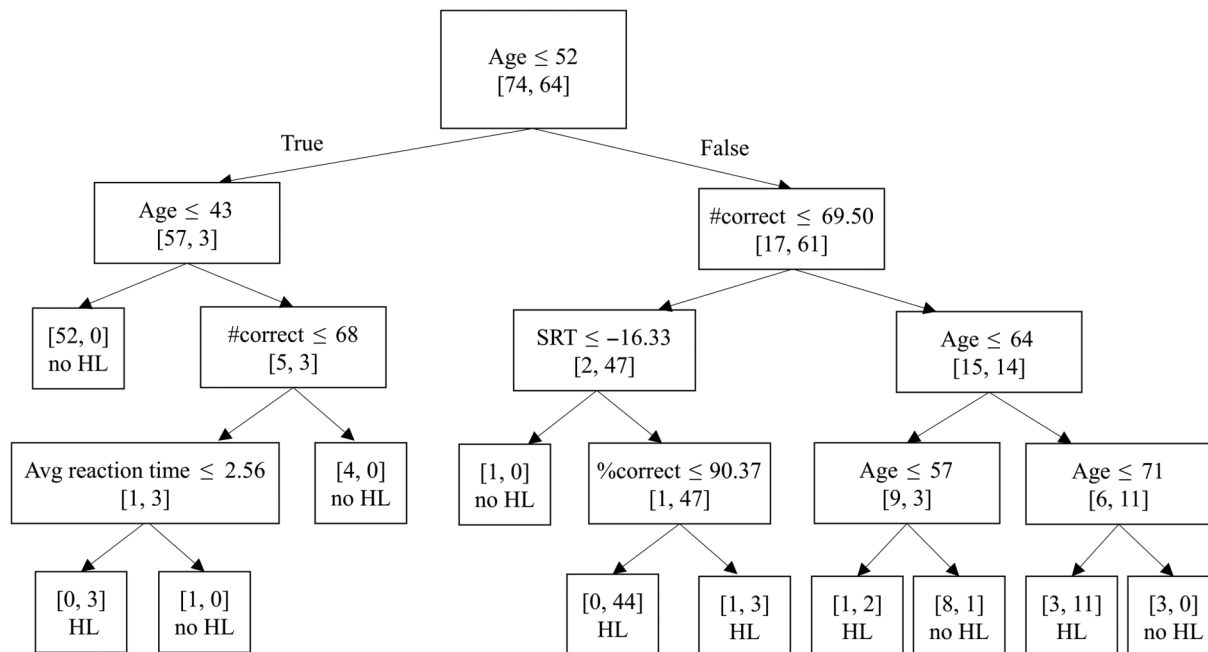 Age ≤ 52
[74, 64]
True
False
Age ≤ 43
[57, 3]
#correct ≤ 69.50
[17, 61]
[52, 0]
no HL
#correct ≤ 68
[5, 3]
SRT ≤ −16.33
[2, 47]
Age ≤ 64
[15, 14]
Avg reaction time ≤ 2.56
[1, 3]
[4, 0]
no HL
[1, 0]
no HL
%correct ≤ 90.37
[1, 47]
Age ≤ 57
[9, 3]
Age ≤ 71
[6, 11]
[0, 3]
HL
[1, 0]
no HL
[0, 44]
HL
[1, 3]
HL
[1, 2]
HL
[8, 1]
no HL
[3, 11]
HL
[3, 0]
no HL